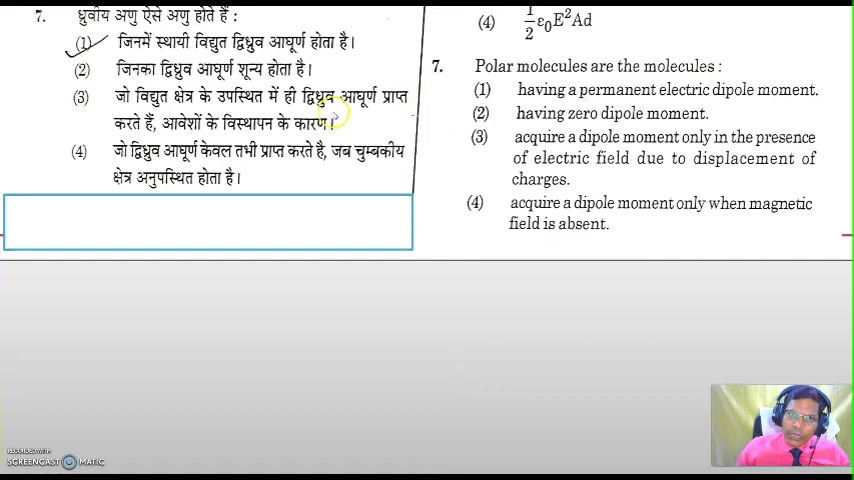 7. ध्रुवीय अणु ऐसे अणु होते हैं :
(1) जिनमें स्थायी विद्युत द्विध्रुव आघूर्ण होता है।
(2) जिनका द्विध्रुव आघूर्ण शून्य होता है।
(3) जो विद्युत क्षेत्र के उपस्थित में ही द्विध्रुव आघूर्ण प्राप्त
करते हैं, आवेशों के विस्थापन के कारण।
(4) जो द्विध्रुव आघूर्ण केवल तभी प्राप्त करते है, जब चुम्बकीय
क्षेत्र अनुपस्थित होता है।
(4) 1/2 ε₀E²Ad
7. Polar molecules are the molecules :
(1) having a permanent electric dipole moment.
(2) having zero dipole moment.
(3) acquire a dipole moment only in the presence
of electric field due to displacement of
charges.
(4) acquire a dipole moment only when magnetic
field is absent.
RECORDED WITH
SCREENCAST MATIC